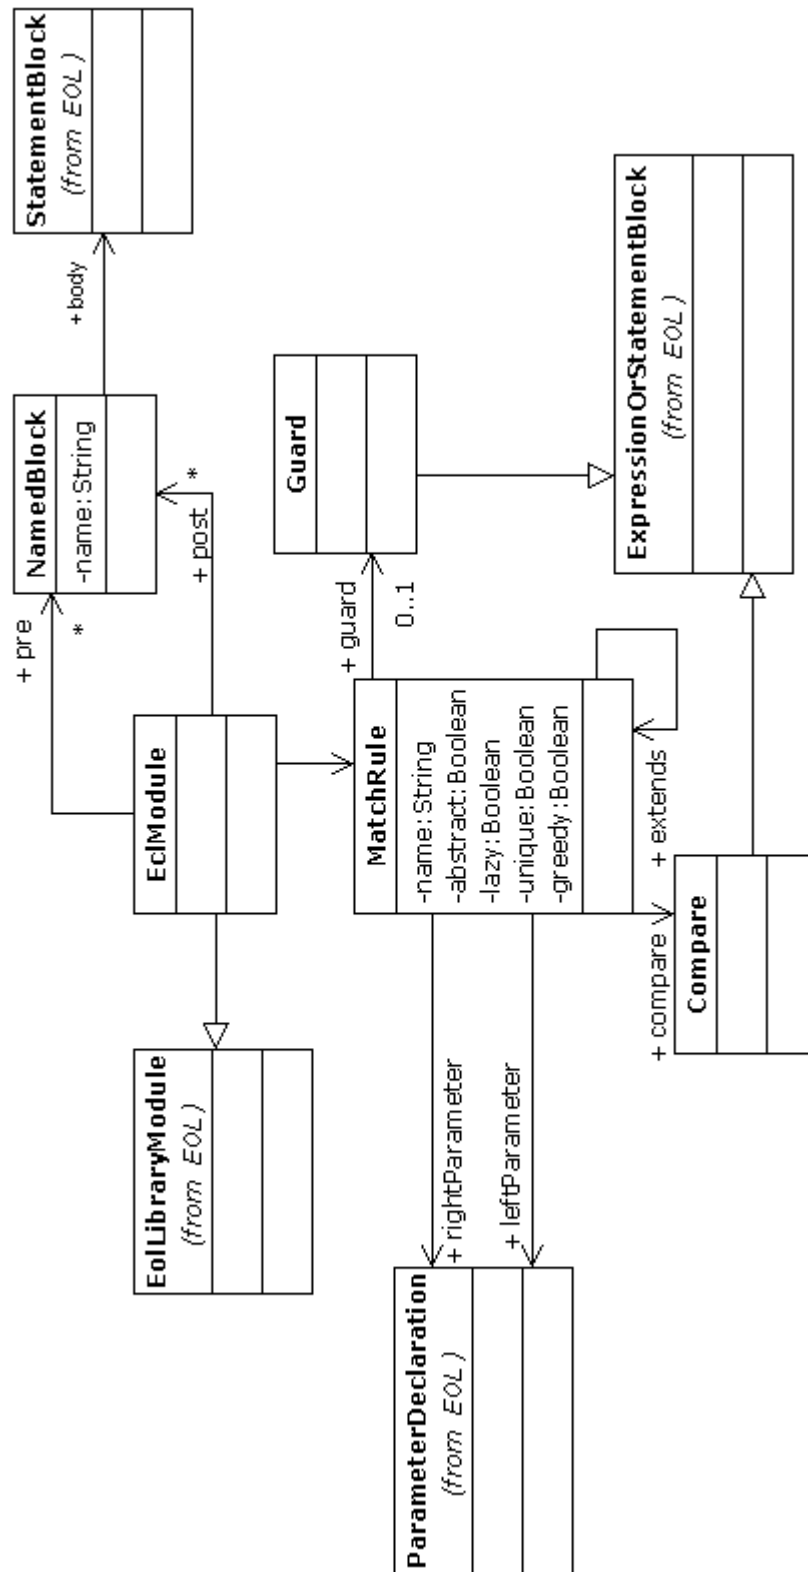 EolLibraryModule
(from EOL)
EclModule
+ pre
*
+ post
*
NamedBlock
-name:String
+body
StatementBlock
(from EOL)
ParameterDeclaration
(from EOL)
+ rightParameter
+ leftParameter
MatchRule
-name:String
-abstract:Boolean
-lazy:Boolean
-unique:Boolean
-greedy:Boolean
+ guard
0..1
Guard
+ extends
+ compare
Compare
ExpressionOrStatementBlock
(from EOL)